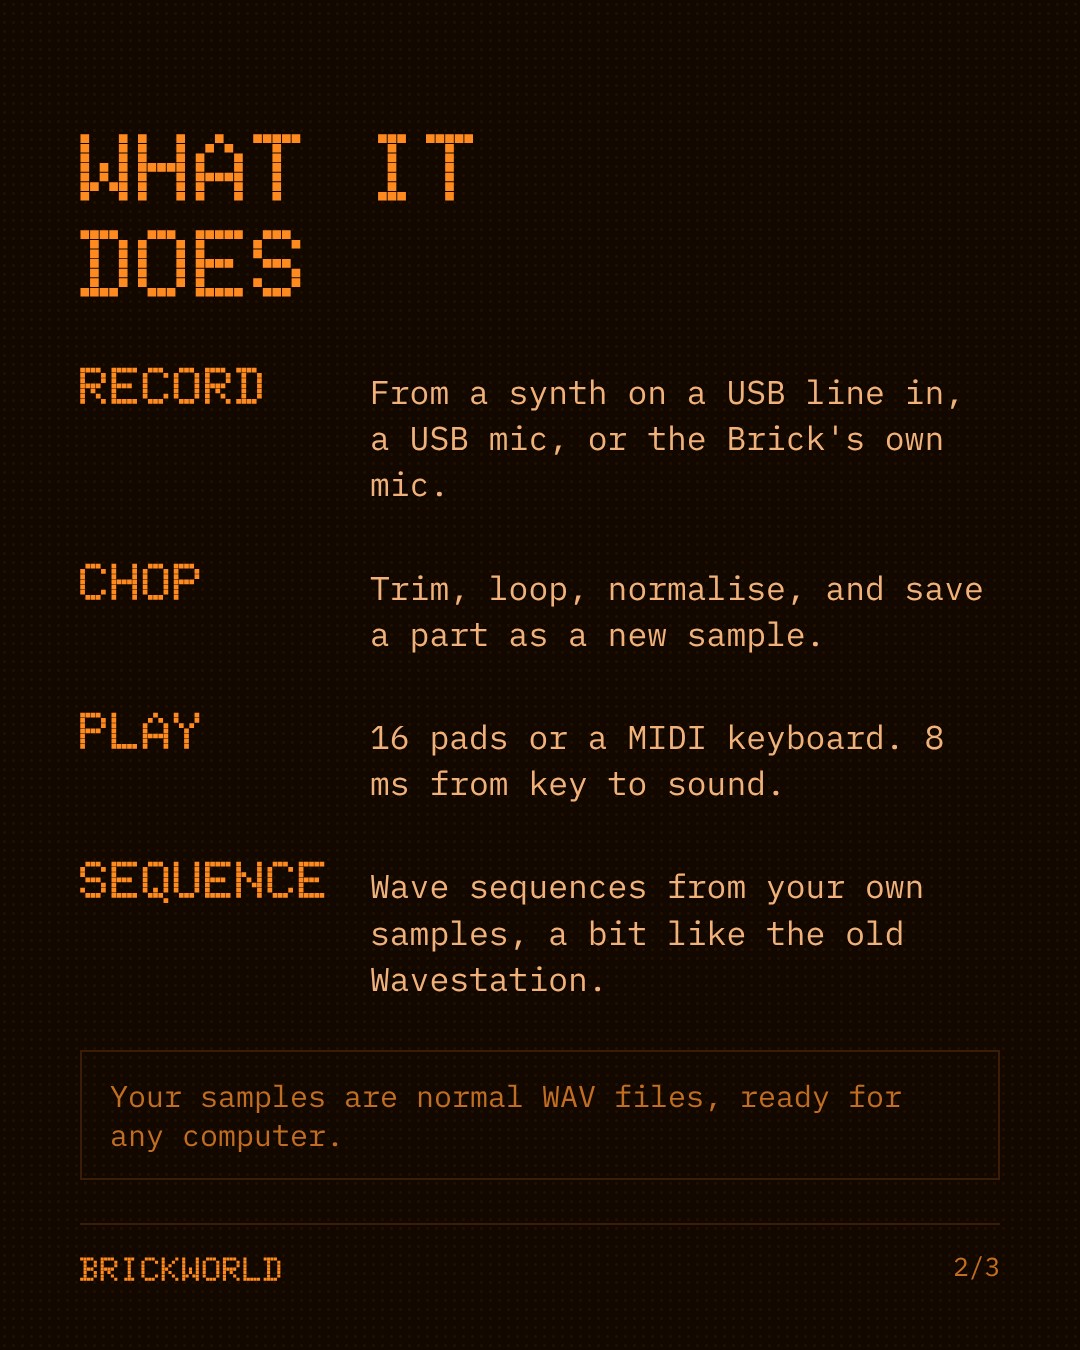 WHAT IT
DOES
RECORD
From a synth on a USB line in,
a USB mic, or the Brick's own
mic.
CHOP
Trim, loop, normalise, and save
a part as a new sample.
PLAY
16 pads or a MIDI keyboard. 8
ms from key to sound.
SEQUENCE
Wave sequences from your own
samples, a bit like the old
Wavestation.
Your samples are normal WAV files, ready for
any computer.
BRICKWORLD
2/3